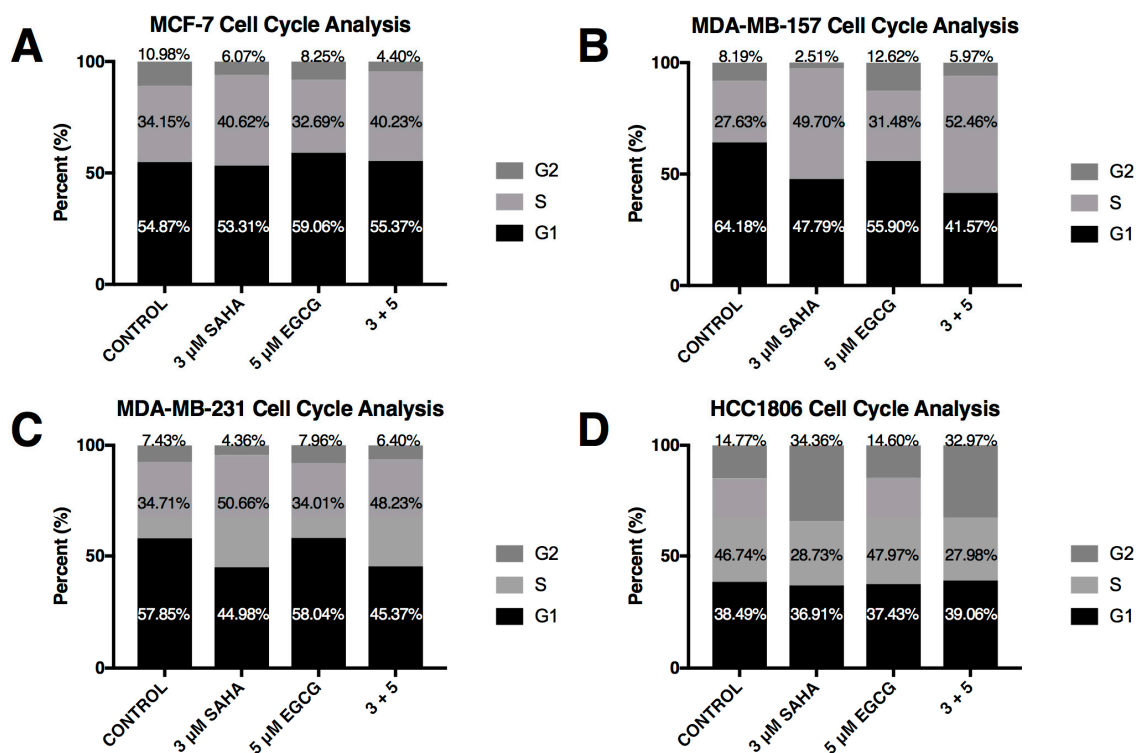 A
MCF-7 Cell Cycle Analysis
Percent (%)
100
50
0
10.98% 6.07% 8.25% 4.40%
34.15% 40.62% 32.69% 40.23%
54.87% 53.31% 59.06% 55.37%
CONTROL
3 µM SAHA
5 µM EGCG
3 + 5
G2
S
G1
B
MDA-MB-157 Cell Cycle Analysis
Percent (%)
100
50
0
8.19% 2.51% 12.62% 5.97%
27.63% 49.70% 31.48% 52.46%
64.18% 47.79% 55.90% 41.57%
CONTROL
3 µM SAHA
5 µM EGCG
3 + 5
G2
S
G1
C
MDA-MB-231 Cell Cycle Analysis
Percent (%)
100
50
0
7.43% 4.36% 7.96% 6.40%
34.71% 50.66% 34.01% 48.23%
57.85% 44.98% 58.04% 45.37%
CONTROL
3 µM SAHA
5 µM EGCG
3 + 5
G2
S
G1
D
HCC1806 Cell Cycle Analysis
Percent (%)
100
50
0
14.77% 34.36% 14.60% 32.97%
46.74% 28.73% 47.97% 27.98%
38.49% 36.91% 37.43% 39.06%
CONTROL
3 µM SAHA
5 µM EGCG
3 + 5
G2
S
G1